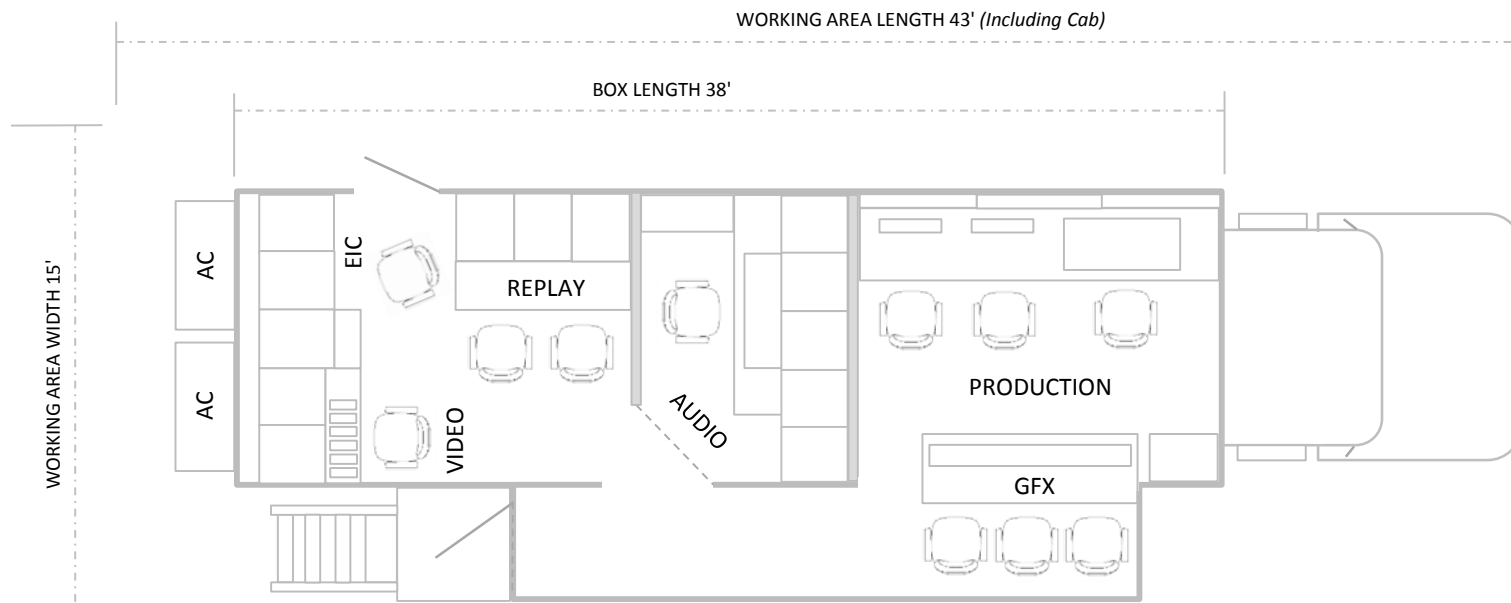 WORKING AREA LENGTH 43' (Including Cab)
BOX LENGTH 38'
WORKING AREA WIDTH 15'
AC
AC
EIC
REPLAY
VIDEO
AUDIO
PRODUCTION
GFX